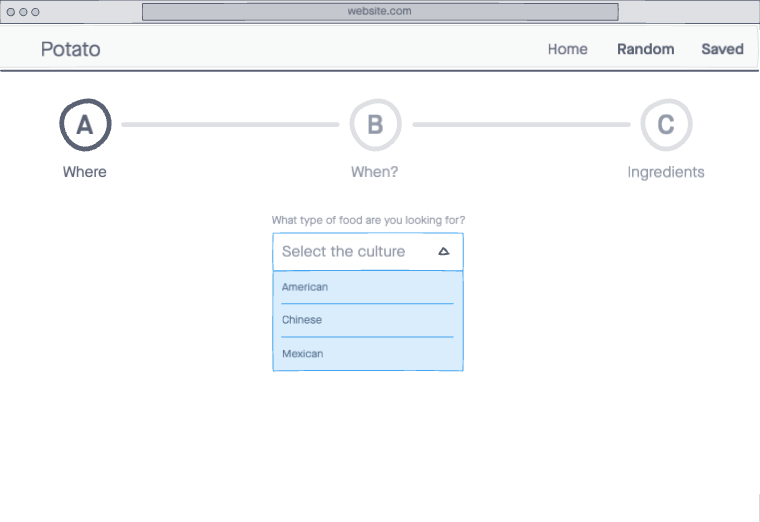 website.com
Potato Home Random Saved
A B C
Where When? Ingredients
What type of food are you looking for?
Select the culture
American
Chinese
Mexican